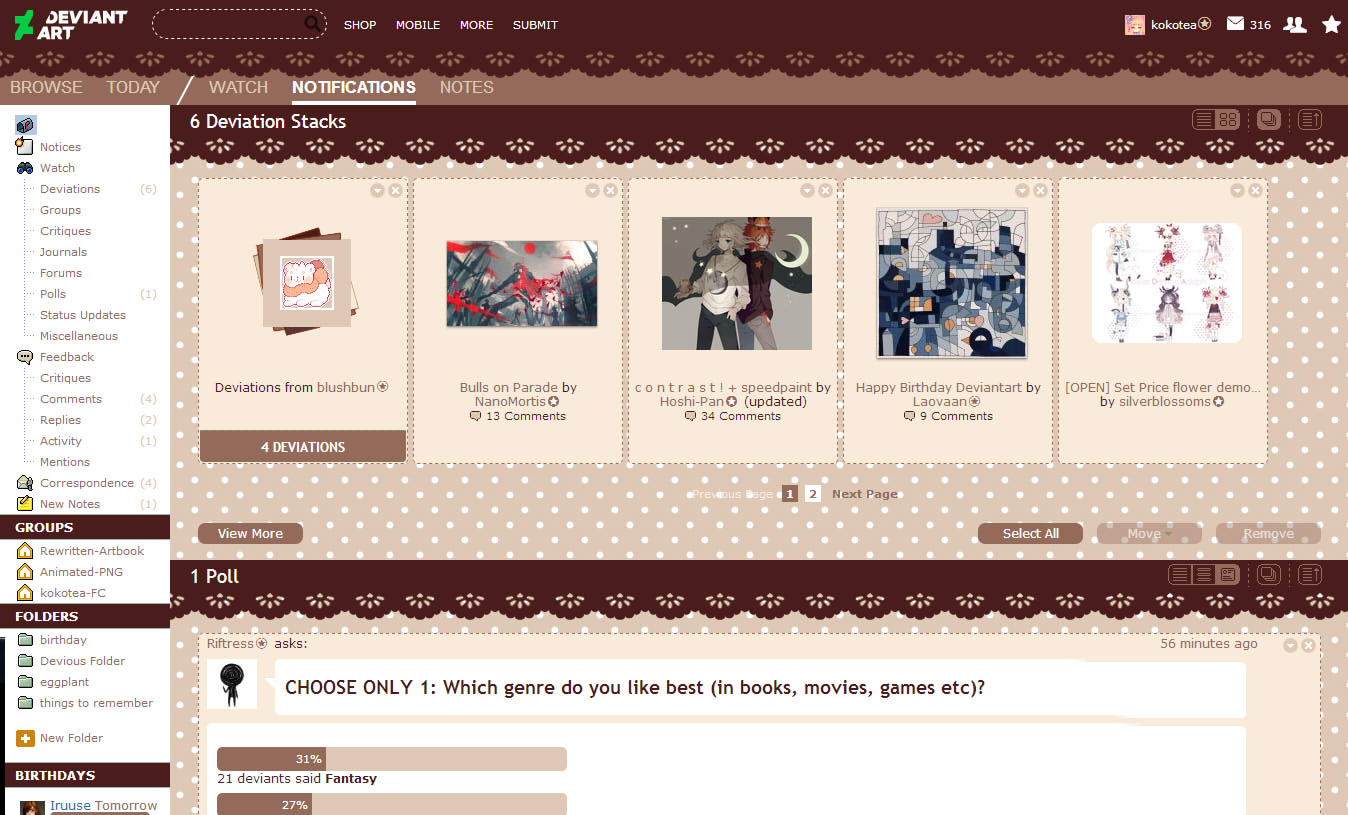 DEVIANT
ART
SHOP MOBILE MORE SUBMIT
kokotea 316
BROWSE TODAY WATCH NOTIFICATIONS NOTES
Notices
Watch
Deviations (6)
Groups
Critiques
Journals
Forums
Polls (1)
Status Updates
Miscellaneous
Feedback
Critiques
Comments (4)
Replies (2)
Activity (1)
Mentions
Correspondence (4)
New Notes (1)
GROUPS
Rewritten-Artbook
Animated-PNG
kokotea-FC
FOLDERS
birthday
Devious Folder
eggplant
things to remember
New Folder
BIRTHDAYS
Iruuse Tomorrow
6 Deviation Stacks
Deviations from blushbun
4 DEVIATIONS
Bulls on Parade by
NanoMortis
13 Comments
c o n t r a s t ! + speedpaint by
Hoshi-Pan (updated)
34 Comments
Happy Birthday Deviantart by
Laovaan
9 Comments
[OPEN] Set Price flower demo...
by silverblossoms
Previous Page 1 2 Next Page
View More Select All Move Remove
1 Poll
Riftress asks: 56 minutes ago
CHOOSE ONLY 1: Which genre do you like best (in books, movies, games etc)?
31%
21 deviants said Fantasy
27%